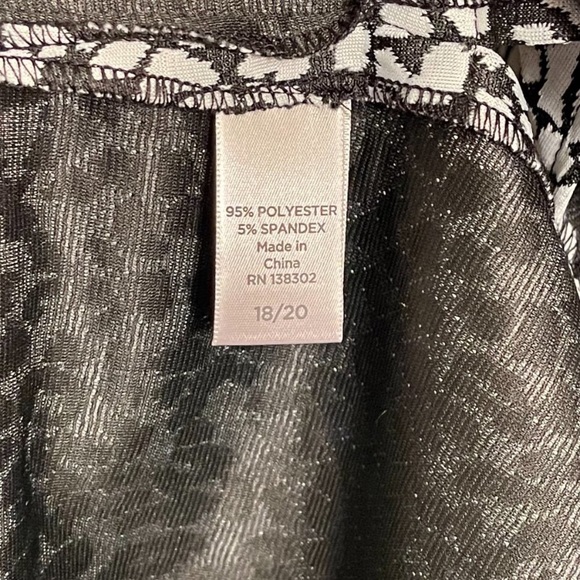 95% POLYESTER
5% SPANDEX
Made in
China
RN 138302
18/20